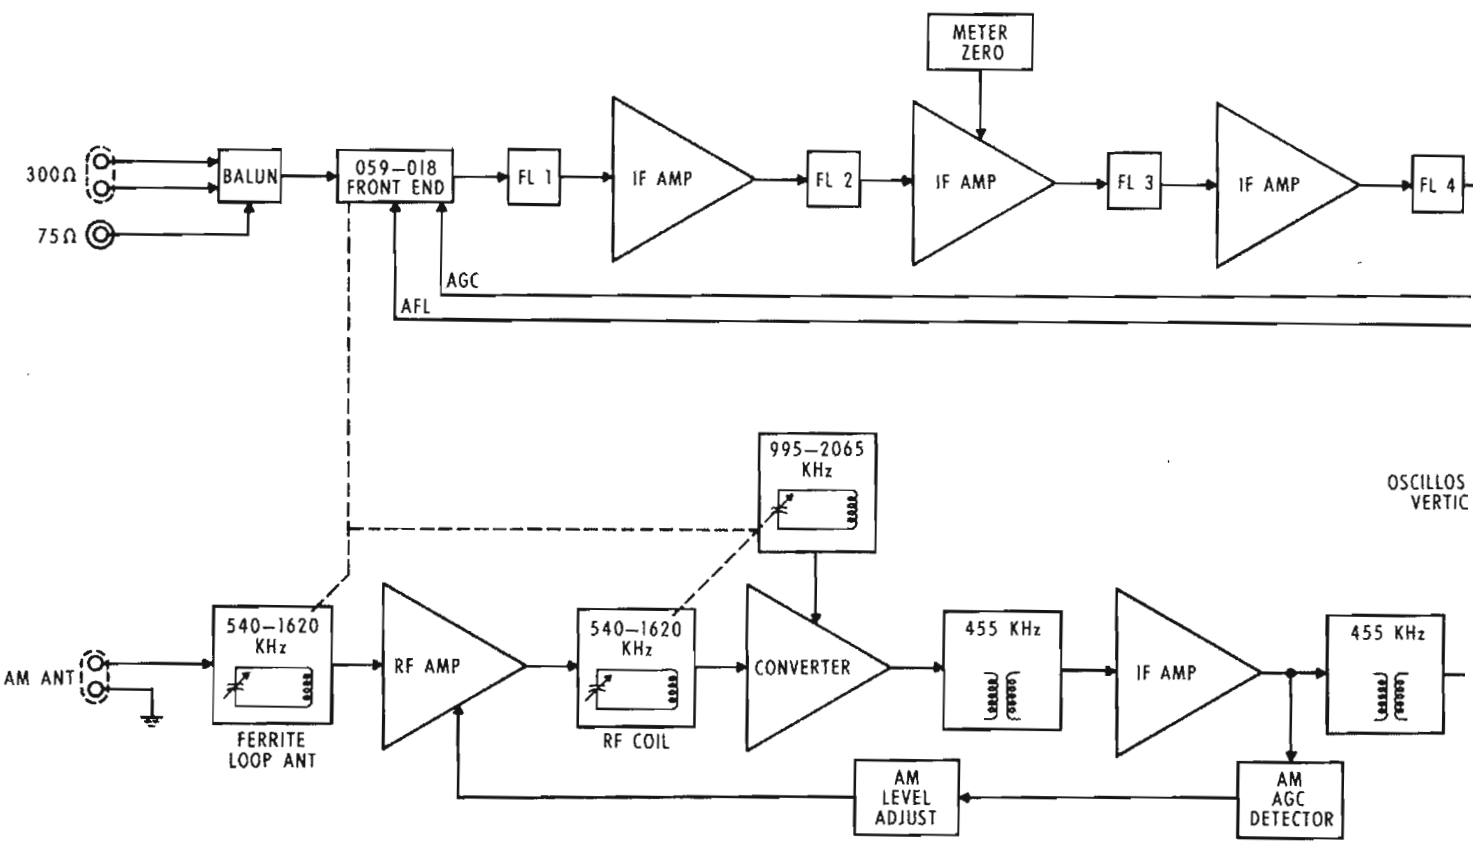 METER
ZERO
300Ω
75Ω
BALUN
059-018
FRONT END
FL 1
IF AMP
FL 2
IF AMP
FL 3
IF AMP
FL 4
AGC
AFL
995-2065
KHz
OSCILLOS
VERTIC
AM ANT
540-1620
KHz
FERRITE
LOOP ANT
RF AMP
540-1620
KHz
RF COIL
CONVERTER
455 KHz
IF AMP
455 KHz
AM
LEVEL
ADJUST
AM
AGC
DETECTOR